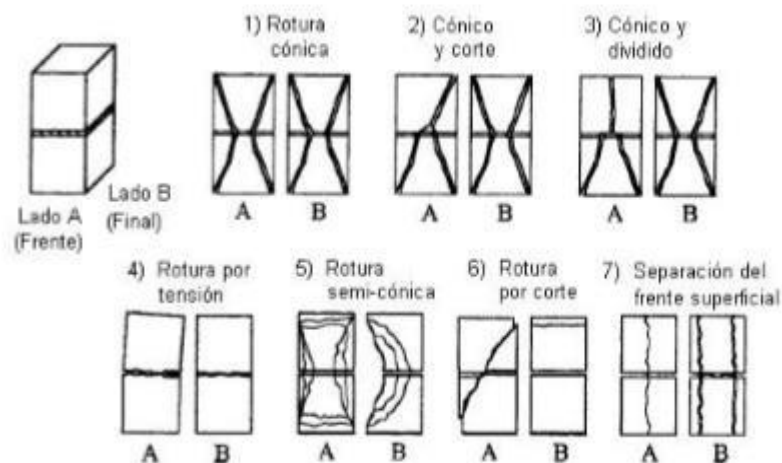 1) Rotura
cónica
2) Cónico
y corte
3) Cónico y
dividido
Lado A
(Frente)
Lado B
(Final)
A B
A B
A B
4) Rotura por
tensión
5) Rotura
semi-cónica
6) Rotura
por corte
7) Separación del
frente superficial
A B
A B
A B
A B